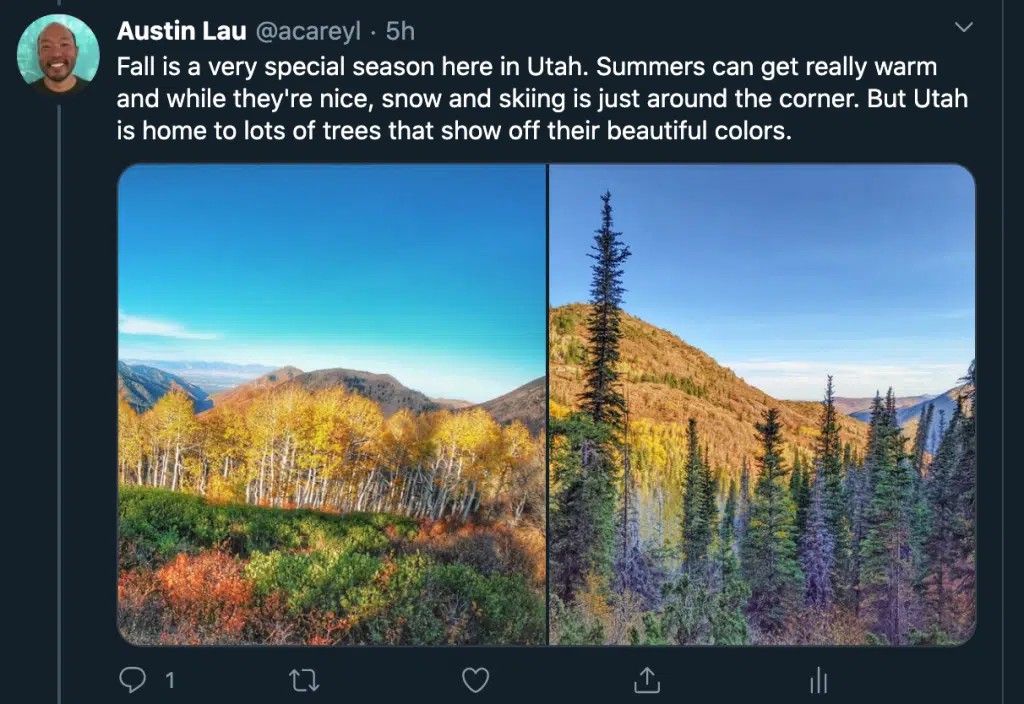 Austin Lau @acareyl · 5h
Fall is a very special season here in Utah. Summers can get really warm
and while they're nice, snow and skiing is just around the corner. But Utah
is home to lots of trees that show off their beautiful colors.
1